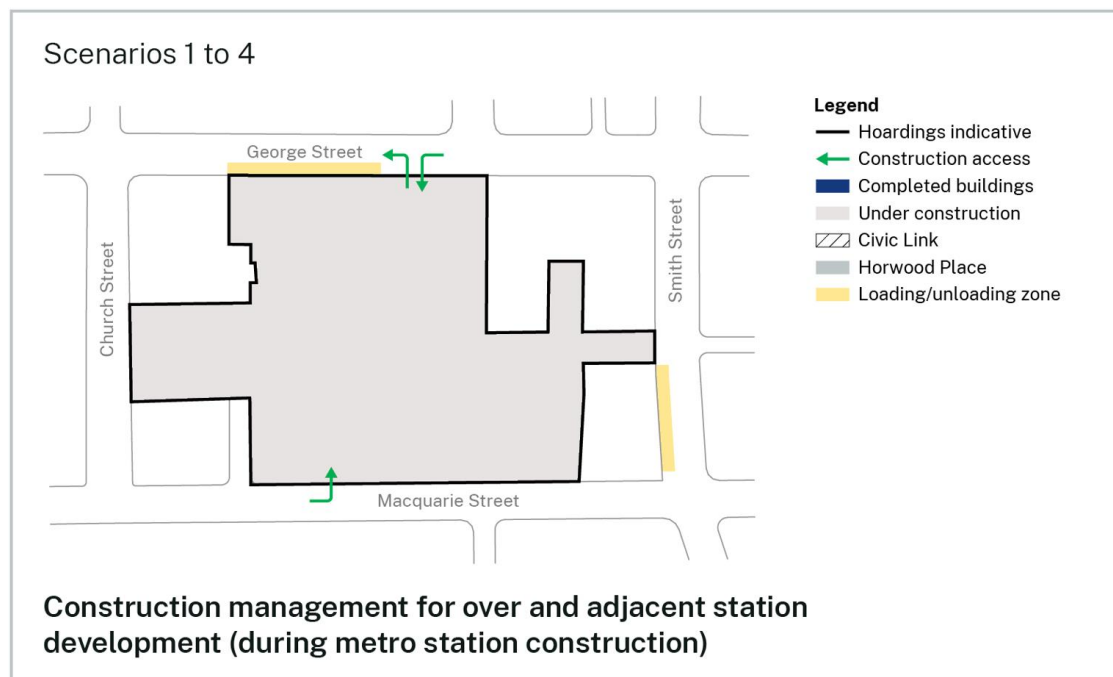 Scenarios 1 to 4
Legend
Hoardings indicative
Construction access
Completed buildings
Under construction
Civic Link
Horwood Place
Loading/unloading zone
George Street
Church Street
Smith Street
Macquarie Street
Construction management for over and adjacent station
development (during metro station construction)